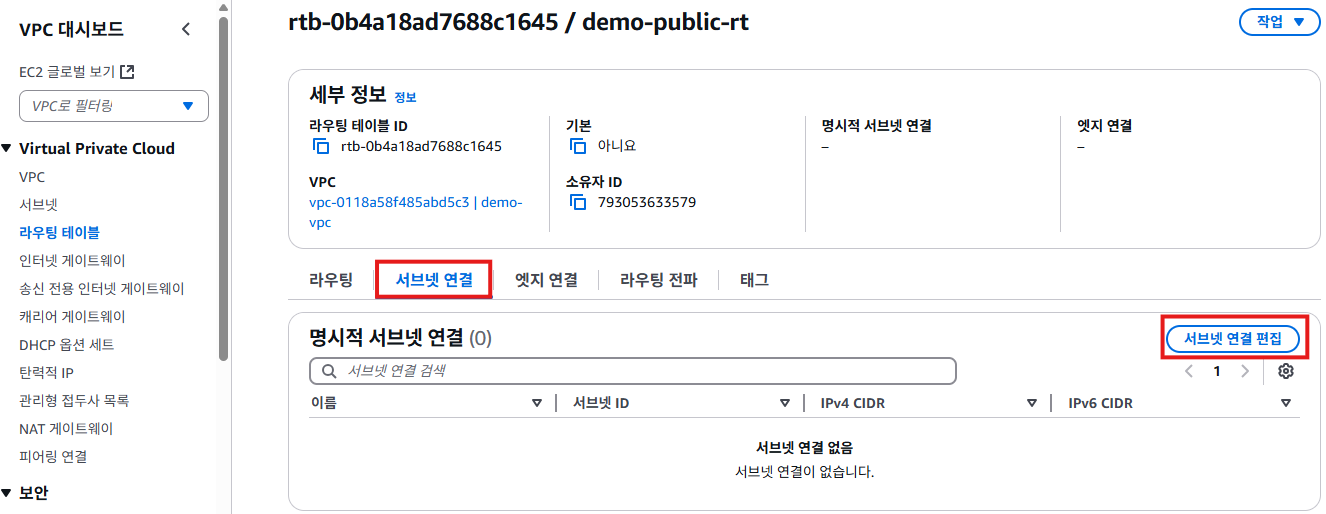 VPC 대시보드
EC2 글로벌 보기
VPC로 필터링
Virtual Private Cloud
VPC
서브넷
라우팅 테이블
인터넷 게이트웨이
송신 전용 인터넷 게이트웨이
캐리어 게이트웨이
DHCP 옵션 세트
탄력적 IP
관리형 접두사 목록
NAT 게이트웨이
피어링 연결
보안
rtb-0b4a18ad7688c1645 / demo-public-rt
작업
세부 정보 정보
라우팅 테이블 ID
rtb-0b4a18ad7688c1645
기본
아니요
명시적 서브넷 연결
–
엣지 연결
–
VPC
vpc-0118a58f485abd5c3 | demo-
vpc
소유자 ID
793053633579
라우팅 서브넷 연결 엣지 연결 라우팅 전파 태그
명시적 서브넷 연결 (0)
서브넷 연결 편집
서브넷 연결 검색
1
이름 서브넷 ID IPv4 CIDR IPv6 CIDR
서브넷 연결 없음
서브넷 연결이 없습니다.